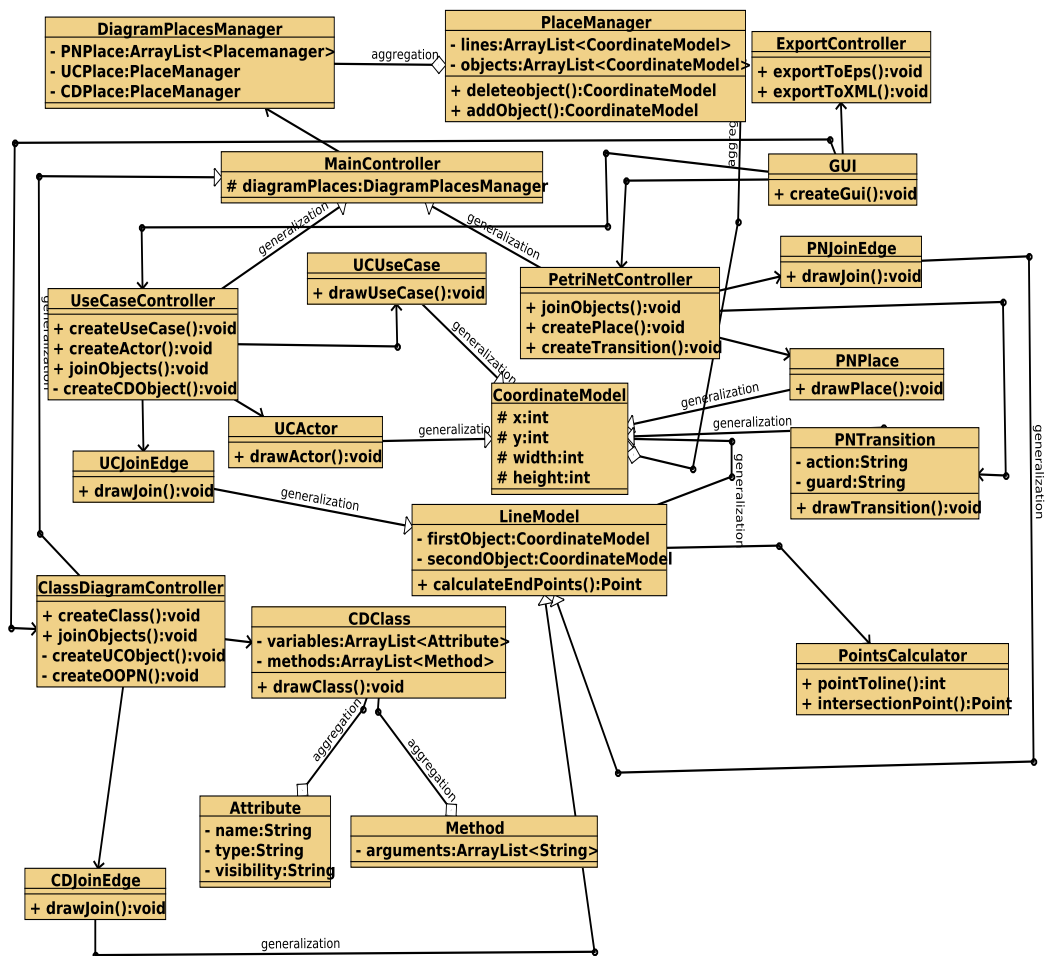 DiagramPlacesManager
- PNPlace:ArrayList<Placemanager>
- UCPlace:PlaceManager
- CDPlace:PlaceManager
aggregation
PlaceManager
- lines:ArrayList<CoordinateModel>
- objects:ArrayList<CoordinateModel>
+ deleteobject():CoordinateModel
+ addObject():CoordinateModel
ExportController
+ exportToEps():void
+ exportToXML():void
aggreg
MainController
# diagramPlaces:DiagramPlacesManager
GUI
+ createGui():void
generalization
generalization
UCUseCase
+ drawUseCase():void
PNJoinEdge
+ drawJoin():void
PetriNetController
+ joinObjects():void
+ createPlace():void
+ createTransition():void
UseCaseController
+ createUseCase():void
+ createActor():void
+ joinObjects():void
- createCDObject():void
generalization
generalization
PNPlace
+ drawPlace():void
generalization
CoordinateModel
# x:int
# y:int
# width:int
# height:int
UCActor
+ drawActor():void
generalization
generalization
PNTransition
- action:String
- guard:String
+ drawTransition():void
generalization
generalization
UCJoinEdge
+ drawJoin():void
generalization
LineModel
- firstObject:CoordinateModel
- secondObject:CoordinateModel
+ calculateEndPoints():Point
ClassDiagramController
+ createClass():void
+ joinObjects():void
- createUCObject():void
- createOOPN():void
CDClass
- variables:ArrayList<Attribute>
- methods:ArrayList<Method>
+ drawClass():void
PointsCalculator
+ pointToline():int
+ intersectionPoint():Point
aggregation
aggregation
Attribute
- name:String
- type:String
- visibility:String
Method
- arguments:ArrayList<String>
CDJoinEdge
+ drawJoin():void
generalization